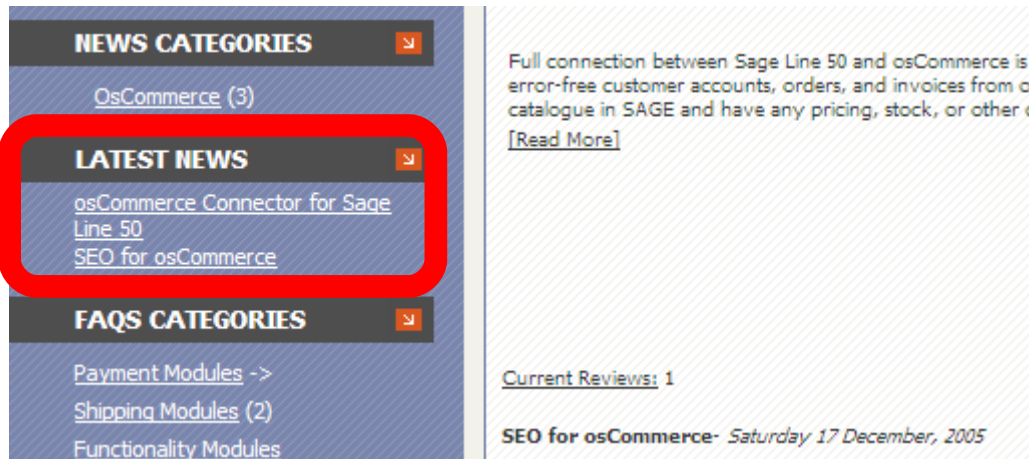 NEWS CATEGORIES
OsCommerce (3)
LATEST NEWS
osCommerce Connector for Sage
Line 50
SEO for osCommerce
FAQS CATEGORIES
Payment Modules ->
Shipping Modules (2)
Functionality Modules
Full connection between Sage Line 50 and osCommerce is
error-free customer accounts, orders, and invoices from
catalogue in SAGE and have any pricing, stock, or other
[Read More]
Current Reviews: 1
SEO for osCommerce- Saturday 17 December, 2005